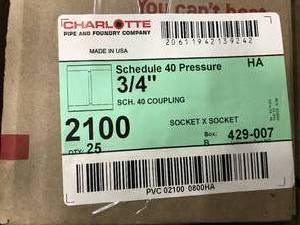 You can't beat
CHARLOTTE
PIPE AND FOUNDRY COMPANY
20611942139242
MADE IN USA
Schedule 40 Pressure
HA
3/4"
SCH. 40 COUPLING
2100
SOCKET X SOCKET
QTY: 25
Box:
B
429-007
PVC 02100 0800HA